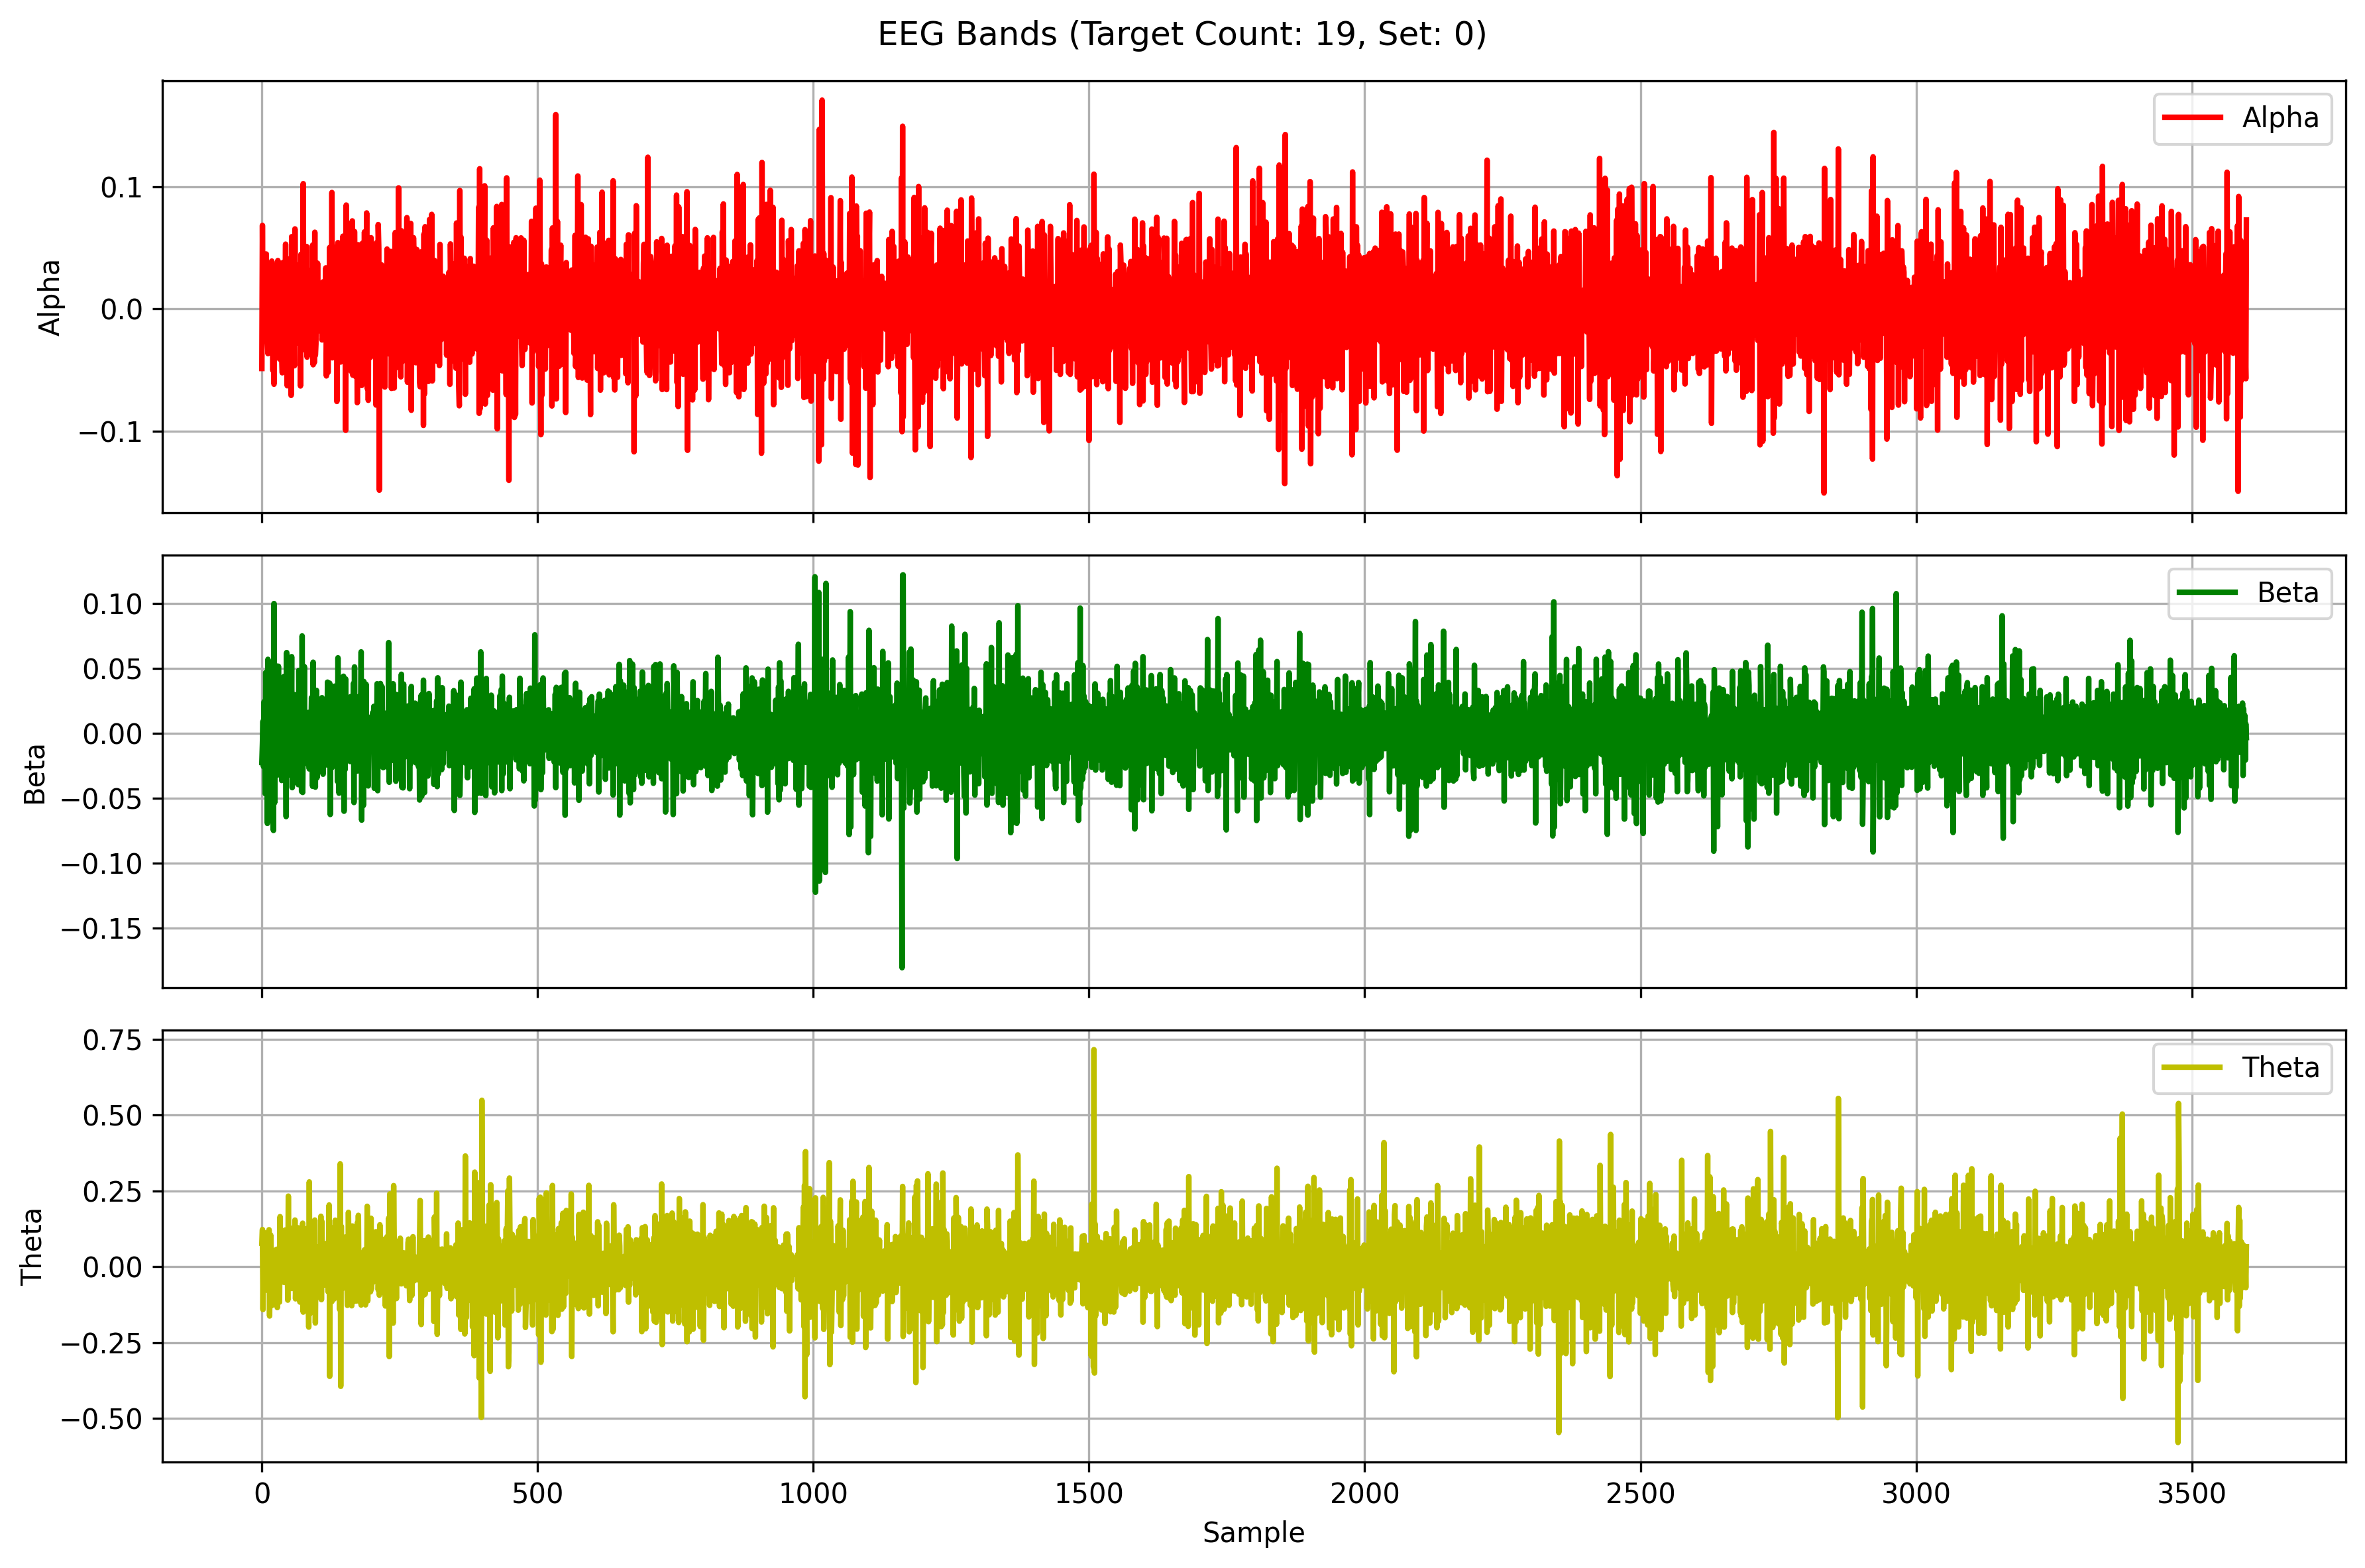 EEG Bands (Target Count: 19, Set: 0)
Alpha
0.1
0.0
−0.1
Alpha
Beta
0.10
0.05
0.00
−0.05
−0.10
−0.15
Beta
Theta
0.75
0.50
0.25
0.00
−0.25
−0.50
Theta
0 500 1000 1500 2000 2500 3000 3500
Sample